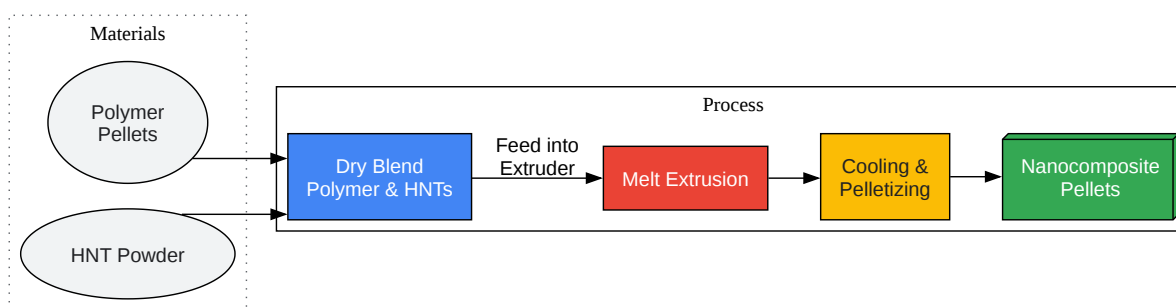 Materials
Polymer
Pellets
HNT Powder
Process
Dry Blend
Polymer & HNTs
Feed into
Extruder
Melt Extrusion
Cooling &
Pelletizing
Nanocomposite
Pellets